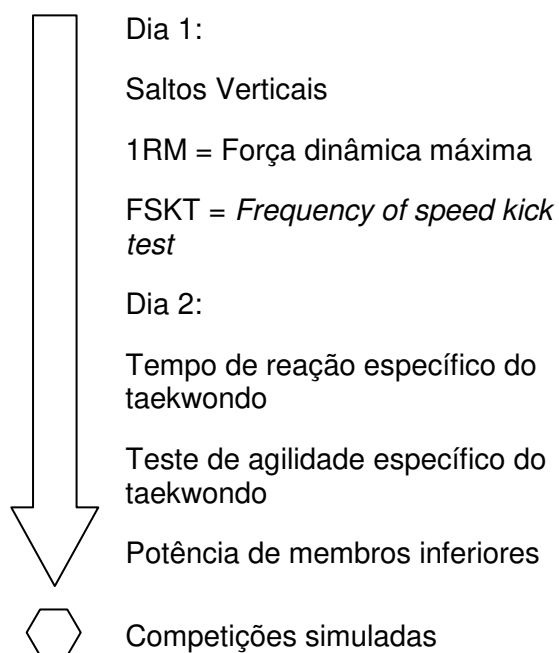 Dia 1:
Saltos Verticais
1RM = Força dinâmica máxima
FSKT = Frequency of speed kick
test
Dia 2:
Tempo de reação específico do
taekwondo
Teste de agilidade específico do
taekwondo
Potência de membros inferiores
Competições simuladas